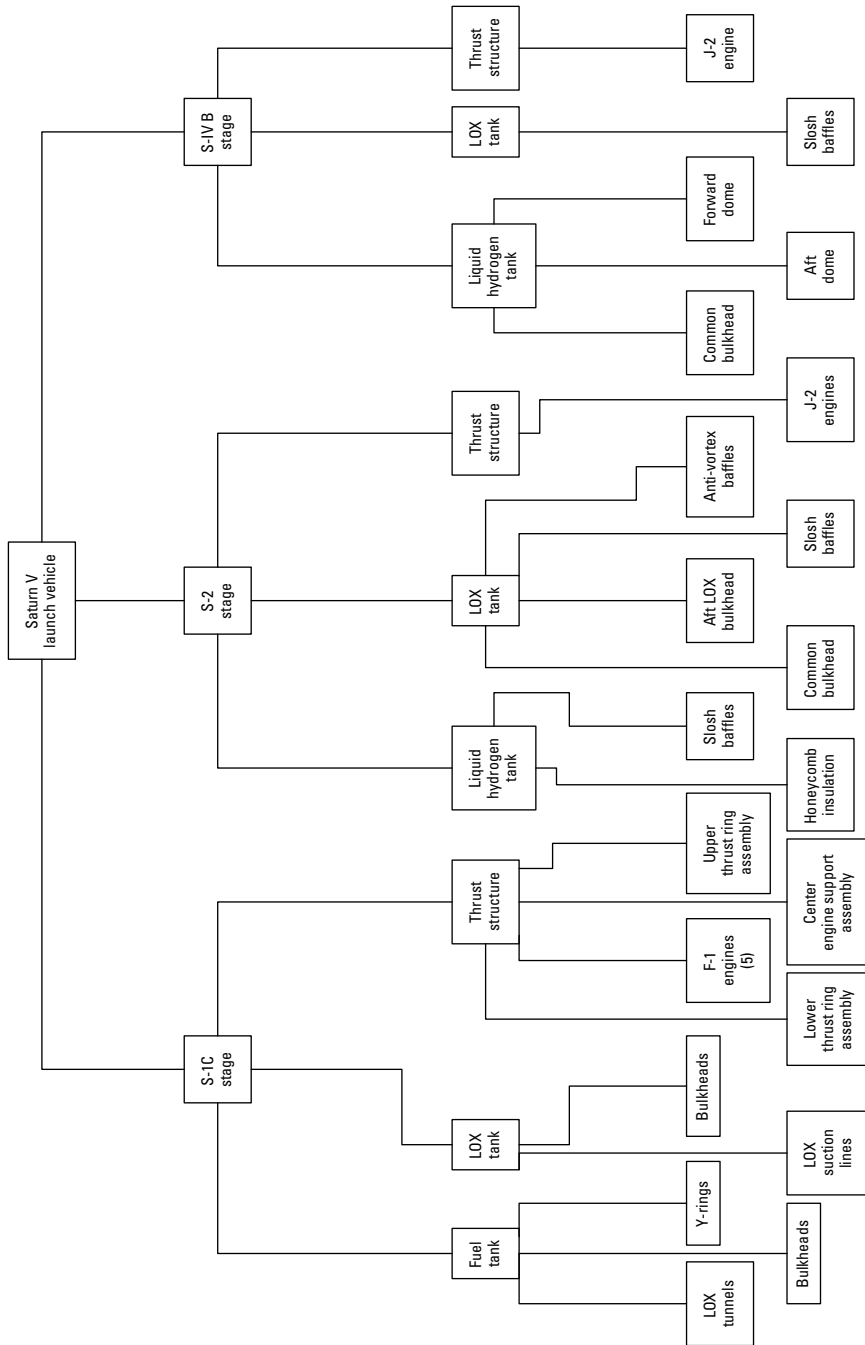 Saturn V
launch vehicle
S-1C
stage
S-2
stage
S-IV B
stage
Fuel
tank
LOX
tank
Thrust
structure
Liquid
hydrogen
tank
LOX
tank
Thrust
structure
Liquid
hydrogen
tank
LOX
tank
Thrust
structure
LOX
tunnels
Y-rings
Bulkheads
F-1
engines
(5)
Upper
thrust ring
assembly
Slosh
baffles
Aft LOX
bulkhead
Anti-vortex
baffles
Common
bulkhead
Forward
dome
J-2
engine
Bulkheads
LOX
suction
lines
Lower
thrust ring
assembly
Center
engine support
assembly
Honeycomb
insulation
Common
bulkhead
Slosh
baffles
J-2
engines
Aft
dome
Slosh
baffles